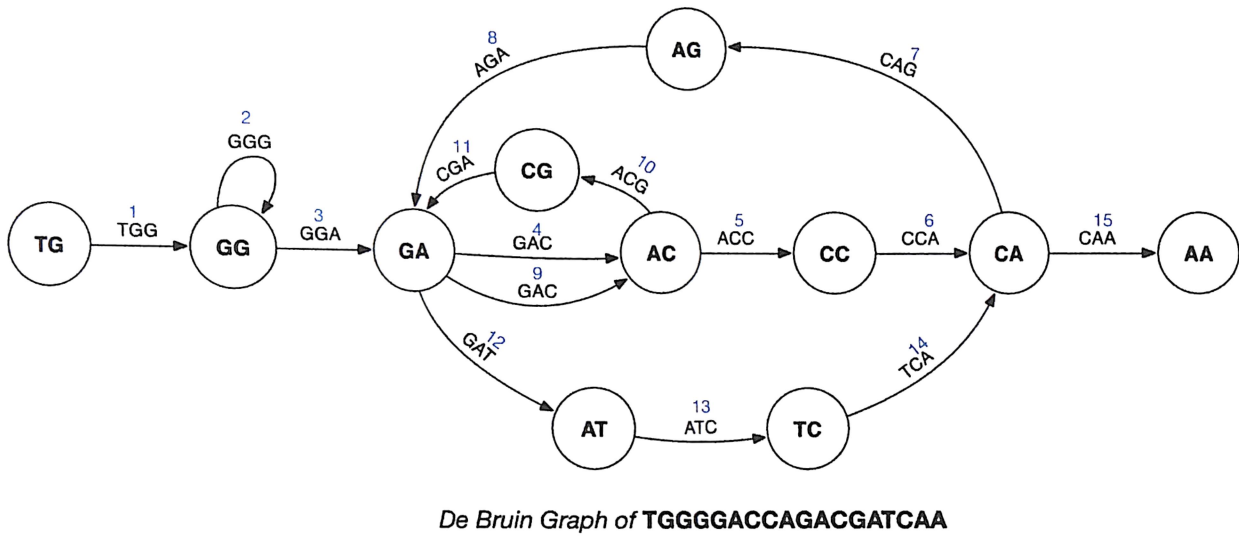 8
AGA
AG
7
CAG
2
GGG
11
CGA
CG
10
ACG
TG
1
TGG
GG
3
GGA
GA
4
GAC
9
GAC
AC
5
ACC
CC
6
CCA
CA
15
CAA
AA
12
GAT
14
TCA
AT
13
ATC
TC
De Bruin Graph of TGGGGACCAGACGATCAA